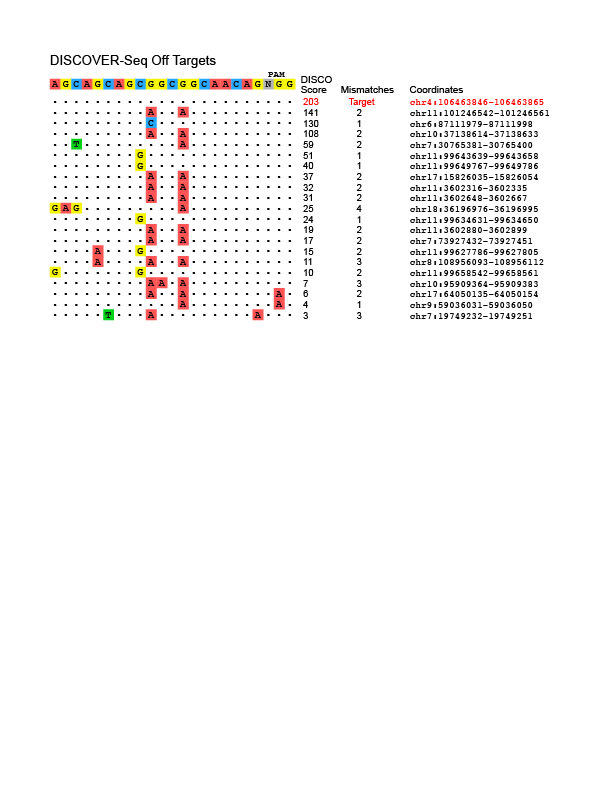 DISCOVER-Seq Off Targets
PAM
AGCAGCAGCGGCGGCAACAGNGG DISCO Score Mismatches Coordinates
....................... 203 Target chr4:106463846-106463865
.........A..A.......... 141 2 chr11:101246542-101246561
.........C............. 130 1 chr6:87111979-87111998
.........A..A.......... 108 2 chr10:37138614-37138633
..T.........A.......... 59 2 chr7:30765381-30765400
........G.............. 51 1 chr11:99643639-99643658
........G.............. 40 1 chr11:99649767-99649786
.........A..A.......... 37 2 chr17:15826035-15826054
.........A..A.......... 32 2 chr11:3602316-3602335
.........A..A.......... 31 2 chr11:3602648-3602667
GAG.........A.......... 25 4 chr18:36196976-36196995
........G.............. 24 1 chr11:99634631-99634650
.........A..A.......... 19 2 chr11:3602880-3602899
.........A..A.......... 17 2 chr7:73927432-73927451
....A...G.............. 15 2 chr11:99627786-99627805
....A....A..A.......... 11 3 chr8:108956093-108956112
G.......G.............. 10 2 chr11:99658542-99658561
.........AA.A.......... 7 3 chr10:95909364-95909383
.........A..A........A. 6 2 chr17:64050135-64050154
............A........A. 4 1 chr9:59036031-59036050
.....T...A.........A... 3 3 chr7:19749232-19749251